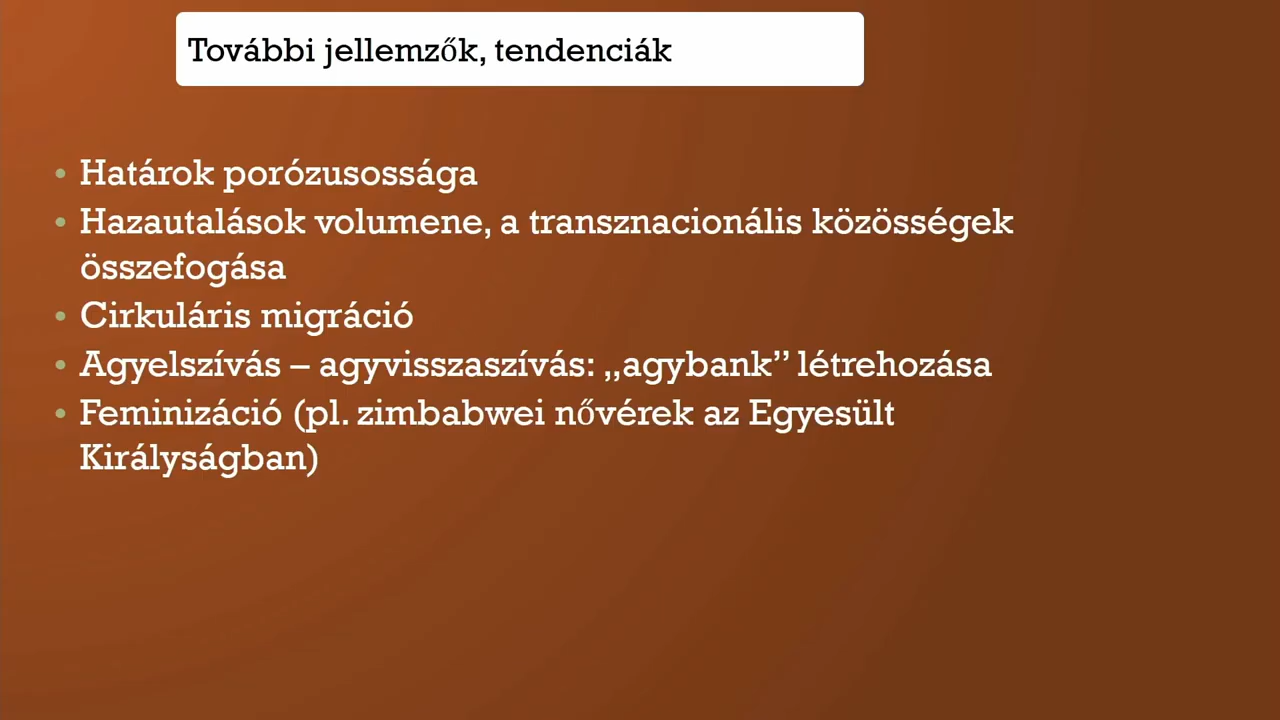 További jellemzők, tendenciák
• Határok porózusossága
• Hazautalások volumene, a transznacionális közösségek
összefogása
• Cirkuláris migráció
• Agyelszívás – agyvisszaszívás: „agybank” létrehozása
• Feminizáció (pl. zimbabwei nővérek az Egyesült
Királyságban)